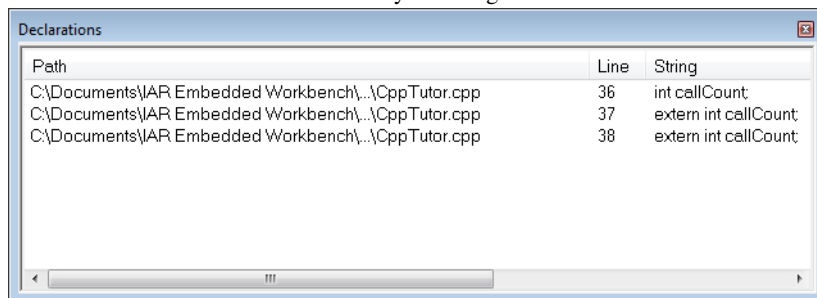 Declarations
Path Line String
C:\Documents\IAR Embedded Workbench\...\CppTutor.cpp 36 int callCount;
C:\Documents\IAR Embedded Workbench\...\CppTutor.cpp 37 extern int callCount;
C:\Documents\IAR Embedded Workbench\...\CppTutor.cpp 38 extern int callCount;